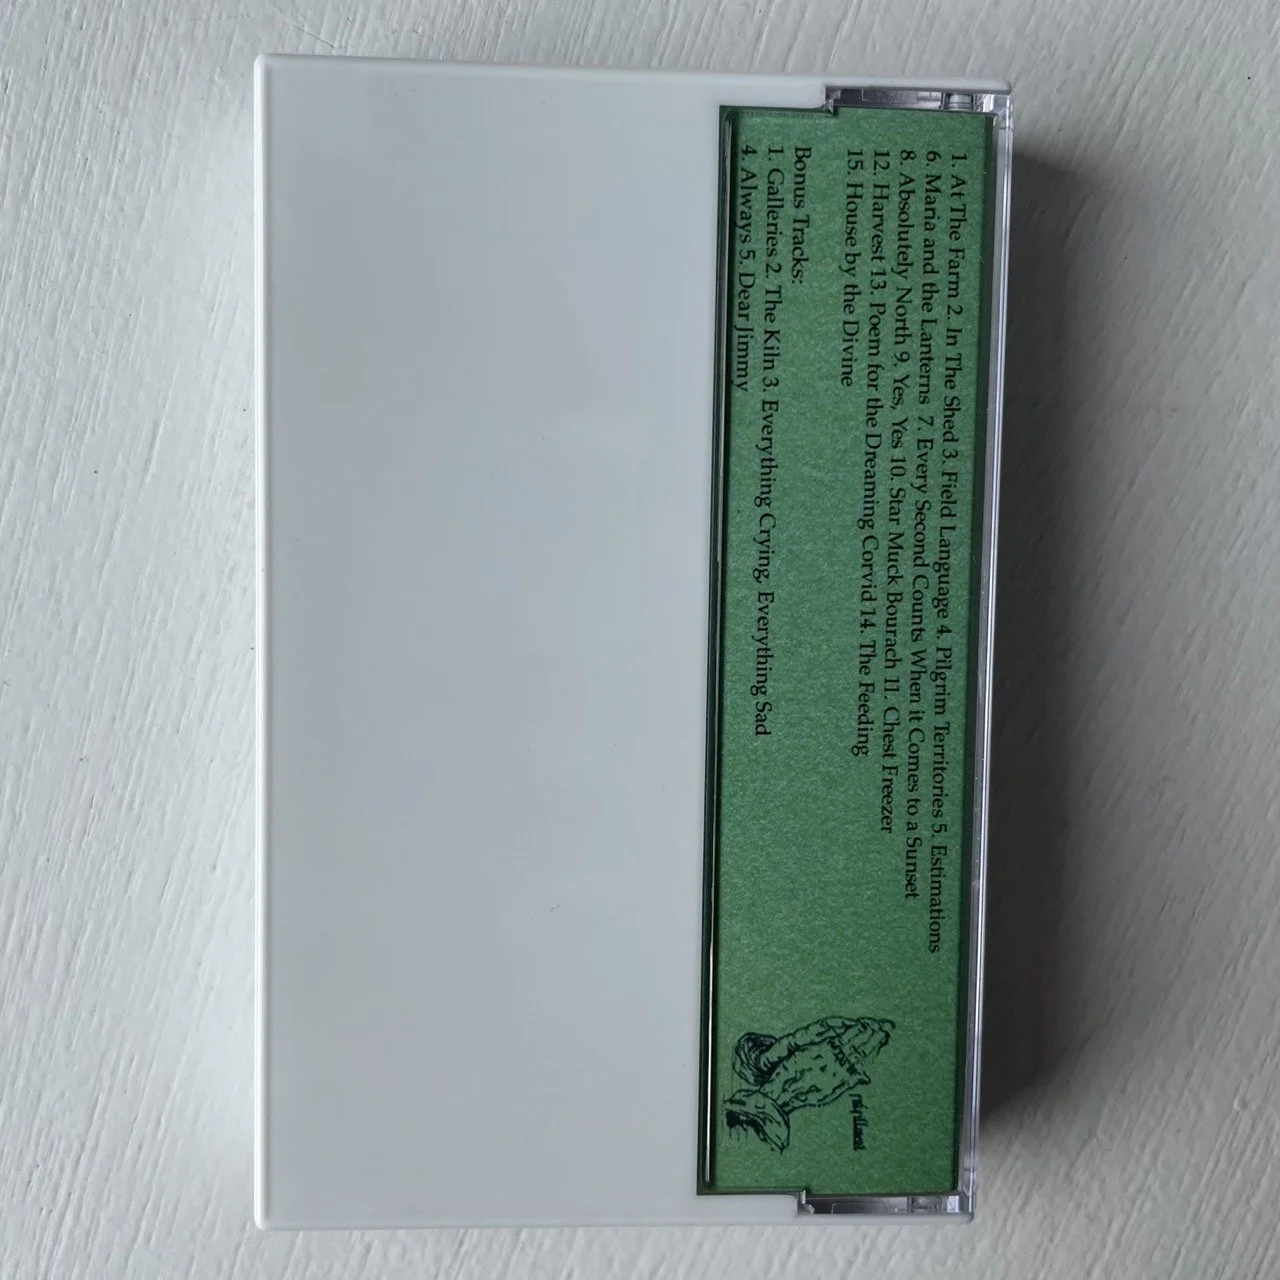 1. At The Farm 2. In The Shed 3. Field Language 4. Pilgrim Territories 5. Estimations
6. Maria and the Lanterns 7. Every Second Counts When it Comes to a Sunset
8. Absolutely North 9. Yes, Yes 10. Star Muck Bourach 11. Chest Freezer
12. Harvest 13. Poem for the Dreaming Corvid 14. The Feeding
15. House by the Divine
Bonus Tracks:
1. Galleries 2. The Kiln 3. Everything Crying, Everything Sad
4. Always 5. Dear Jimmy